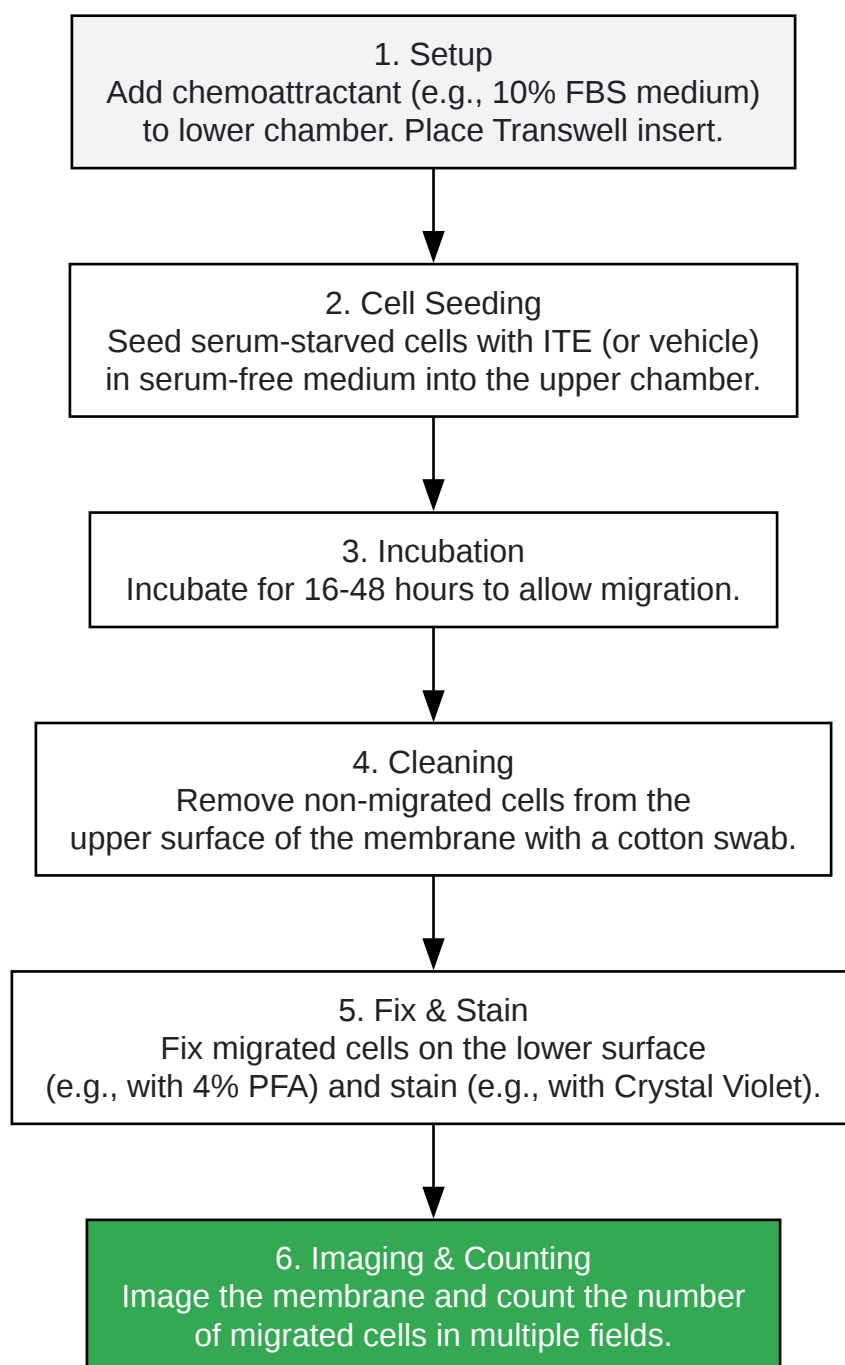 1. Setup
Add chemoattractant (e.g., 10% FBS medium)
to lower chamber. Place Transwell insert.
2. Cell Seeding
Seed serum-starved cells with ITE (or vehicle)
in serum-free medium into the upper chamber.
3. Incubation
Incubate for 16-48 hours to allow migration.
4. Cleaning
Remove non-migrated cells from the
upper surface of the membrane with a cotton swab.
5. Fix & Stain
Fix migrated cells on the lower surface
(e.g., with 4% PFA) and stain (e.g., with Crystal Violet).
6. Imaging & Counting
Image the membrane and count the number
of migrated cells in multiple fields.